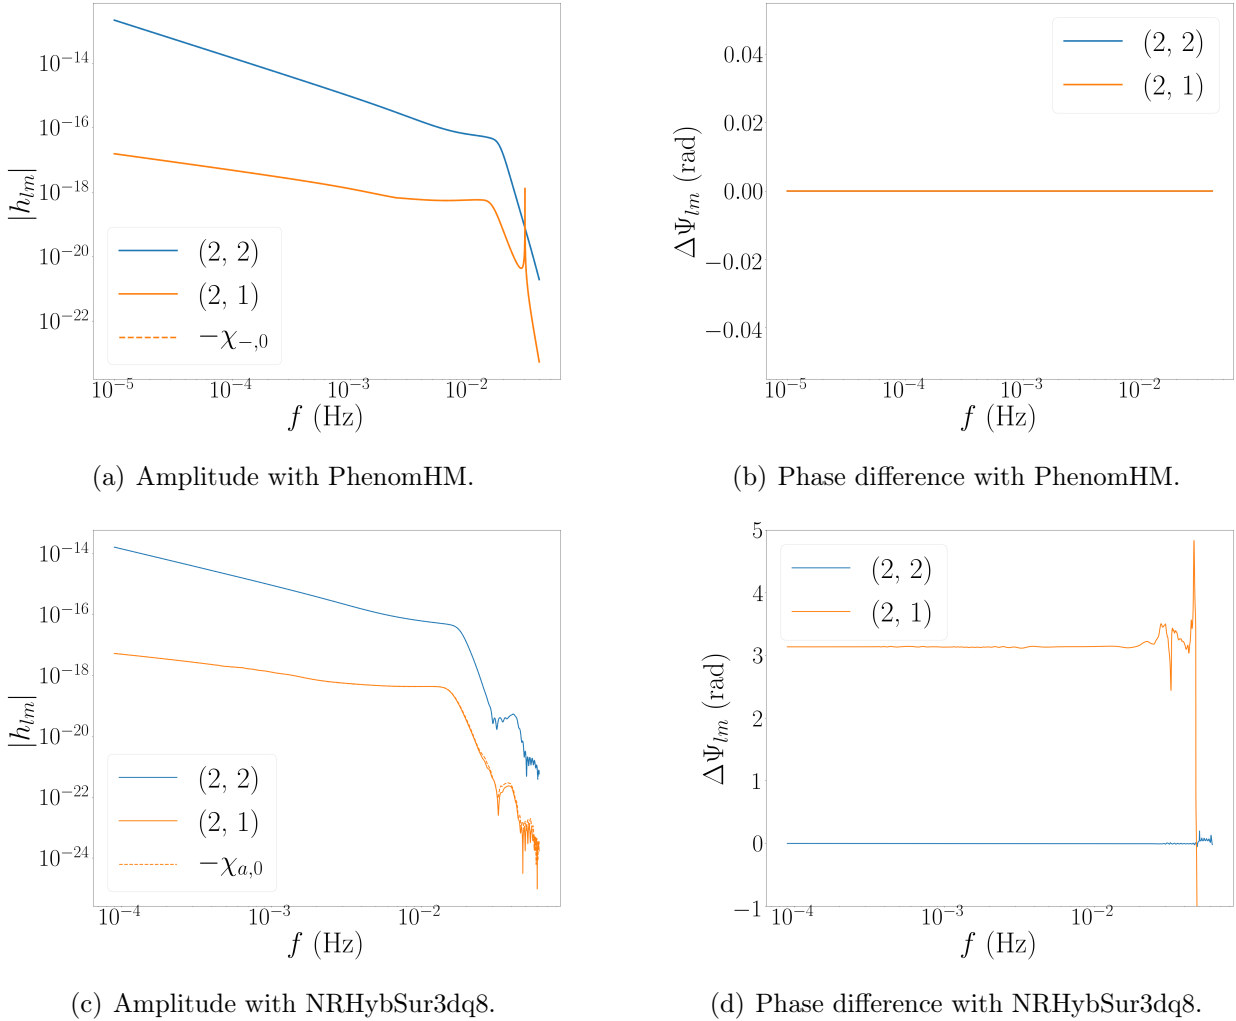 |h_{lm}|
10^{-14}
10^{-16}
10^{-18}
10^{-20}
10^{-22}
(2, 2)
(2, 1)
−χ_{−,0}
10^{-5} 10^{-4} 10^{-3} 10^{-2}
f (Hz)
(a) Amplitude with PhenomHM.
ΔΨ_{lm} (rad)
0.04
0.02
0.00
−0.02
−0.04
(2, 2)
(2, 1)
10^{-5} 10^{-4} 10^{-3} 10^{-2}
f (Hz)
(b) Phase difference with PhenomHM.
|h_{lm}|
10^{-14}
10^{-16}
10^{-18}
10^{-20}
10^{-22}
10^{-24}
(2, 2)
(2, 1)
−χ_{a,0}
10^{-4} 10^{-3} 10^{-2}
f (Hz)
(c) Amplitude with NRHybSur3dq8.
ΔΨ_{lm} (rad)
5
4
3
2
1
0
−1
(2, 2)
(2, 1)
10^{-4} 10^{-3} 10^{-2}
f (Hz)
(d) Phase difference with NRHybSur3dq8.